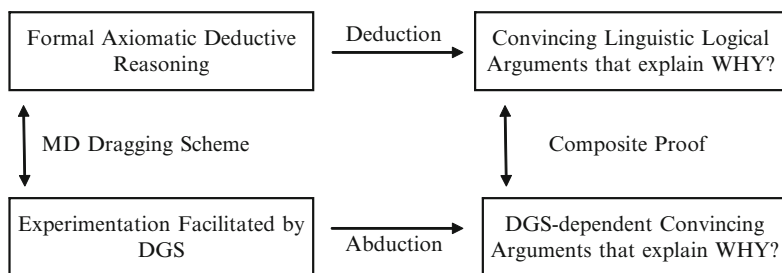 Formal Axiomatic Deductive
Reasoning
Deduction
Convincing Linguistic Logical
Arguments that explain WHY?
MD Dragging Scheme
Composite Proof
Experimentation Facilitated by
DGS
Abduction
DGS-dependent Convincing
Arguments that explain WHY?